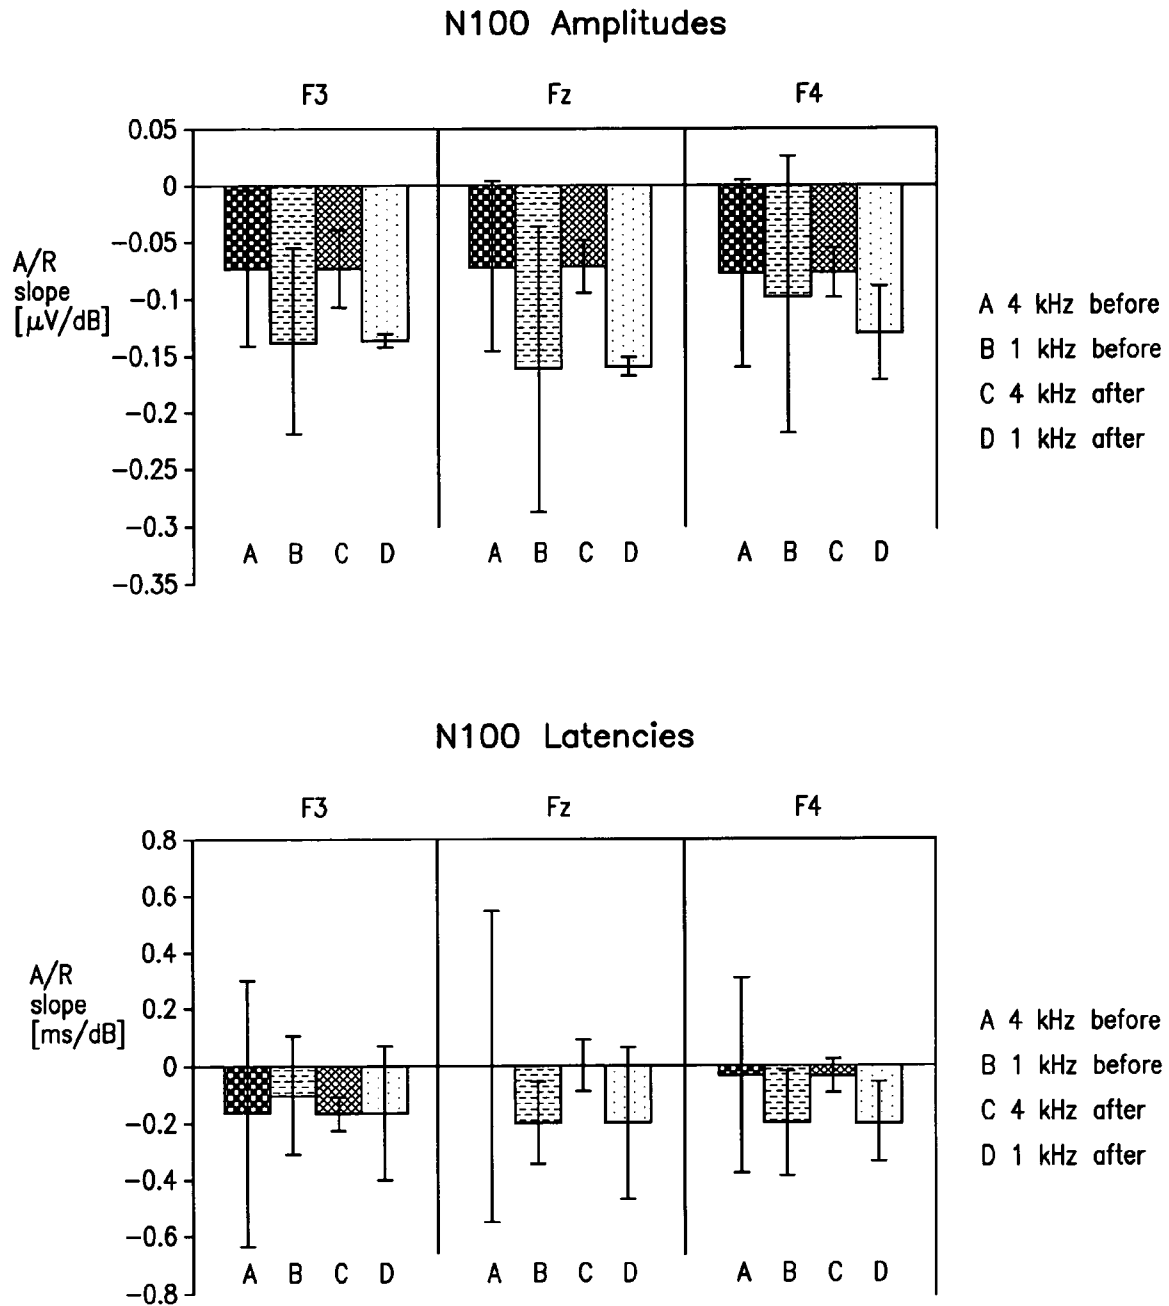 N100 Amplitudes
F3 Fz F4
0.05
0
−0.05
−0.1
−0.15
−0.2
−0.25
−0.3
−0.35
A/R
slope
[μV/dB]
A B C D A B C D A B C D
A 4 kHz before
B 1 kHz before
C 4 kHz after
D 1 kHz after
N100 Latencies
F3 Fz F4
0.8
0.6
0.4
0.2
0
−0.2
−0.4
−0.6
−0.8
A/R
slope
[ms/dB]
A B C D A B C D A B C D
A 4 kHz before
B 1 kHz before
C 4 kHz after
D 1 kHz after